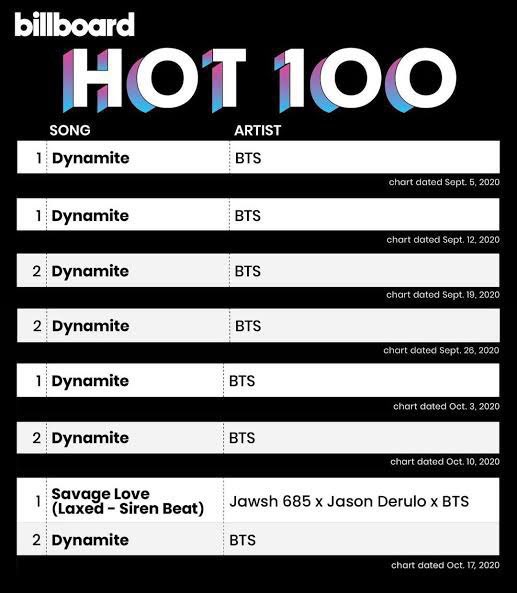 billboard
HOT 100
SONG ARTIST
1 Dynamite BTS
chart dated Sept. 5, 2020
1 Dynamite BTS
chart dated Sept. 12, 2020
2 Dynamite BTS
chart dated Sept. 19, 2020
2 Dynamite BTS
chart dated Sept. 26, 2020
1 Dynamite BTS
chart dated Oct. 3, 2020
2 Dynamite BTS
chart dated Oct. 10, 2020
1 Savage Love
(Laxed - Siren Beat) Jawsh 685 x Jason Derulo x BTS
2 Dynamite BTS
chart dated Oct. 17, 2020